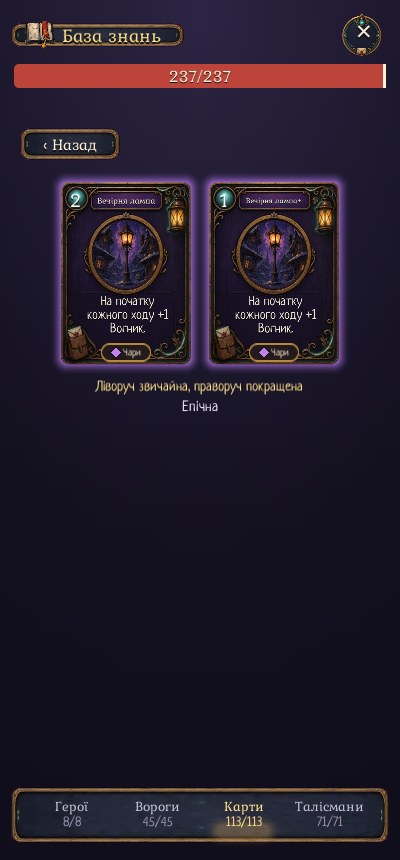 База знань
237/237
‹ Назад
2
Вечірня лампа
1
Вечірня лампа+
На початку
кожного ходу +1
Вогник.
На початку
кожного ходу +1
Вогник.
Чари
Чари
Ліворуч звичайна, праворуч покращена
Епічна
Герої
Вороги
Карти
Талісмани
8/8
45/45
113/113
71/71